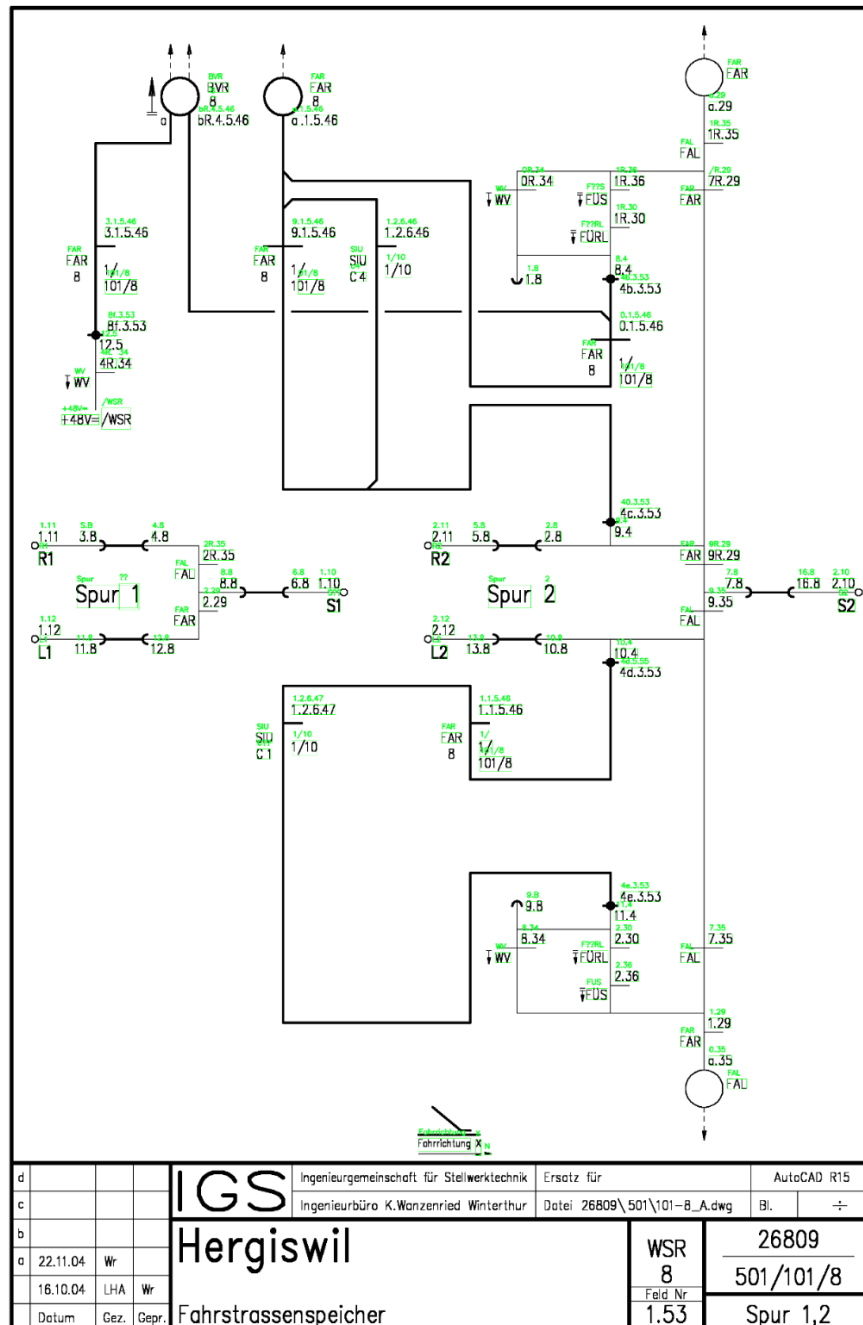 BVR
8
bR.4.5.46
a
FAR
8
a.1.5.46
FAR
a.29
1R.35
FAL
0R.34
WV
1R.36
FÜS
7R.29
FAR
1R.30
FÜRL
3.1.5.46
FAR
8
1/
101/8
9.1.5.46
FAR
8
1/
101/8
1.2.6.46
SIU
C 4
1/10
1.8
8.4
4b.3.53
0.1.5.46
FAR
8
1/
101/8
8f.3.53
12.5
4R.34
WV
+48V= /WSR
4c.3.53
9.4
1.11
R1
3.8
4.8
2R.35
FAL
2.11
R2
5.8
2.8
FAR
9R.29
Spur 1
8.8
6.8
1.10
S1
2.29
FAR
Spur 2
9.35
FAL
7.8
16.8
2.10
S2
1.12
L1
11.8
12.8
2.12
L2
13.8
10.8
10.4
4d.3.53
1.2.6.47
SIU
C 1
1/10
1.1.5.46
FAR
8
1/
101/8
9.8
4e.3.53
11.4
8.34
WV
2.30
FÜRL
7.35
FAL
2.36
FÜS
1.29
FAR
a.35
FAL
Fahrrichtung X
d
c
b
a 22.11.04 Wr
16.10.04 LHA Wr
Datum Gez. Gepr.
IGS
Ingenieurgemeinschaft für Stellwerktechnik
Ingenieurbüro K.Wanzenried Winterthur
Ersatz für
AutoCAD R15
Datei 26809\501\101-8_A.dwg
Bl. ÷
Hergiswil
Fahrstrassenspeicher
WSR
8
Feld Nr
1.53
26809
501/101/8
Spur 1,2